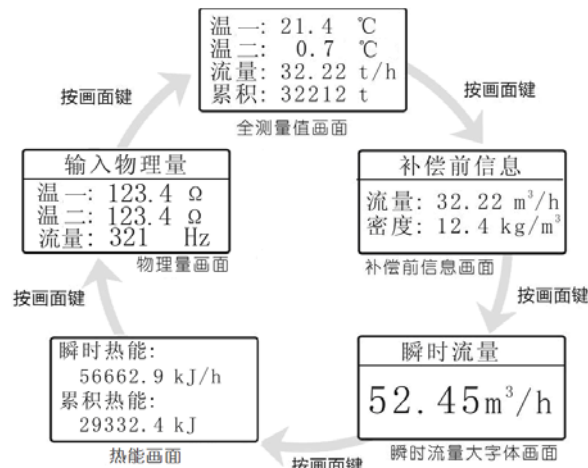 温一: 21.4 ℃
温二: 0.7 ℃
流量: 32.22 t/h
累积: 32212 t
全测量值画面
按画面键
按画面键
输入物理量
温一: 123.4 Ω
温二: 123.4 Ω
流量: 321 Hz
物理量画面
补偿前信息
流量: 32.22 m³/h
密度: 12.4 kg/m³
补偿前信息画面
按画面键
按画面键
瞬时热能:
56662.9 kJ/h
累积热能:
29332.4 kJ
热能画面
瞬时流量
52.45m³/h
瞬时流量大字体画面
按画面键